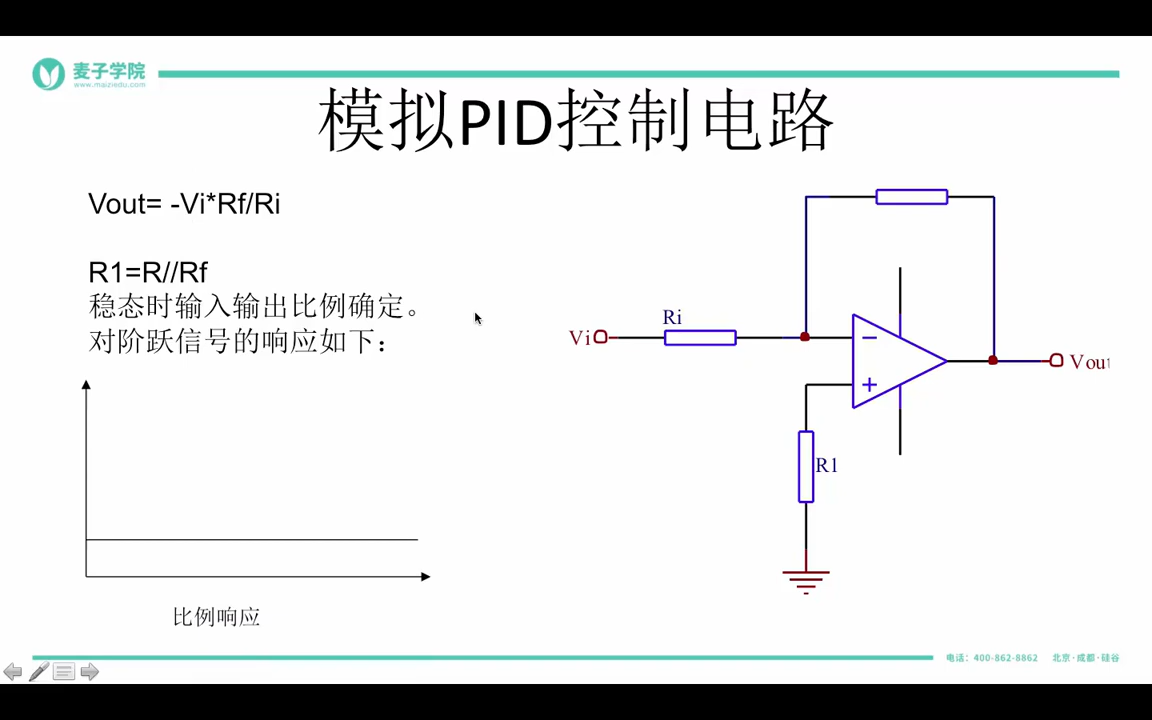 麦子学院
www.maiziedu.com
模拟PID控制电路
Vout= -Vi*Rf/Ri
R1=R//Rf
稳态时输入输出比例确定。
对阶跃信号的响应如下：
比例响应
Ri
Vi
Vout
R1
电话：400-862-8862 北京·成都·硅谷